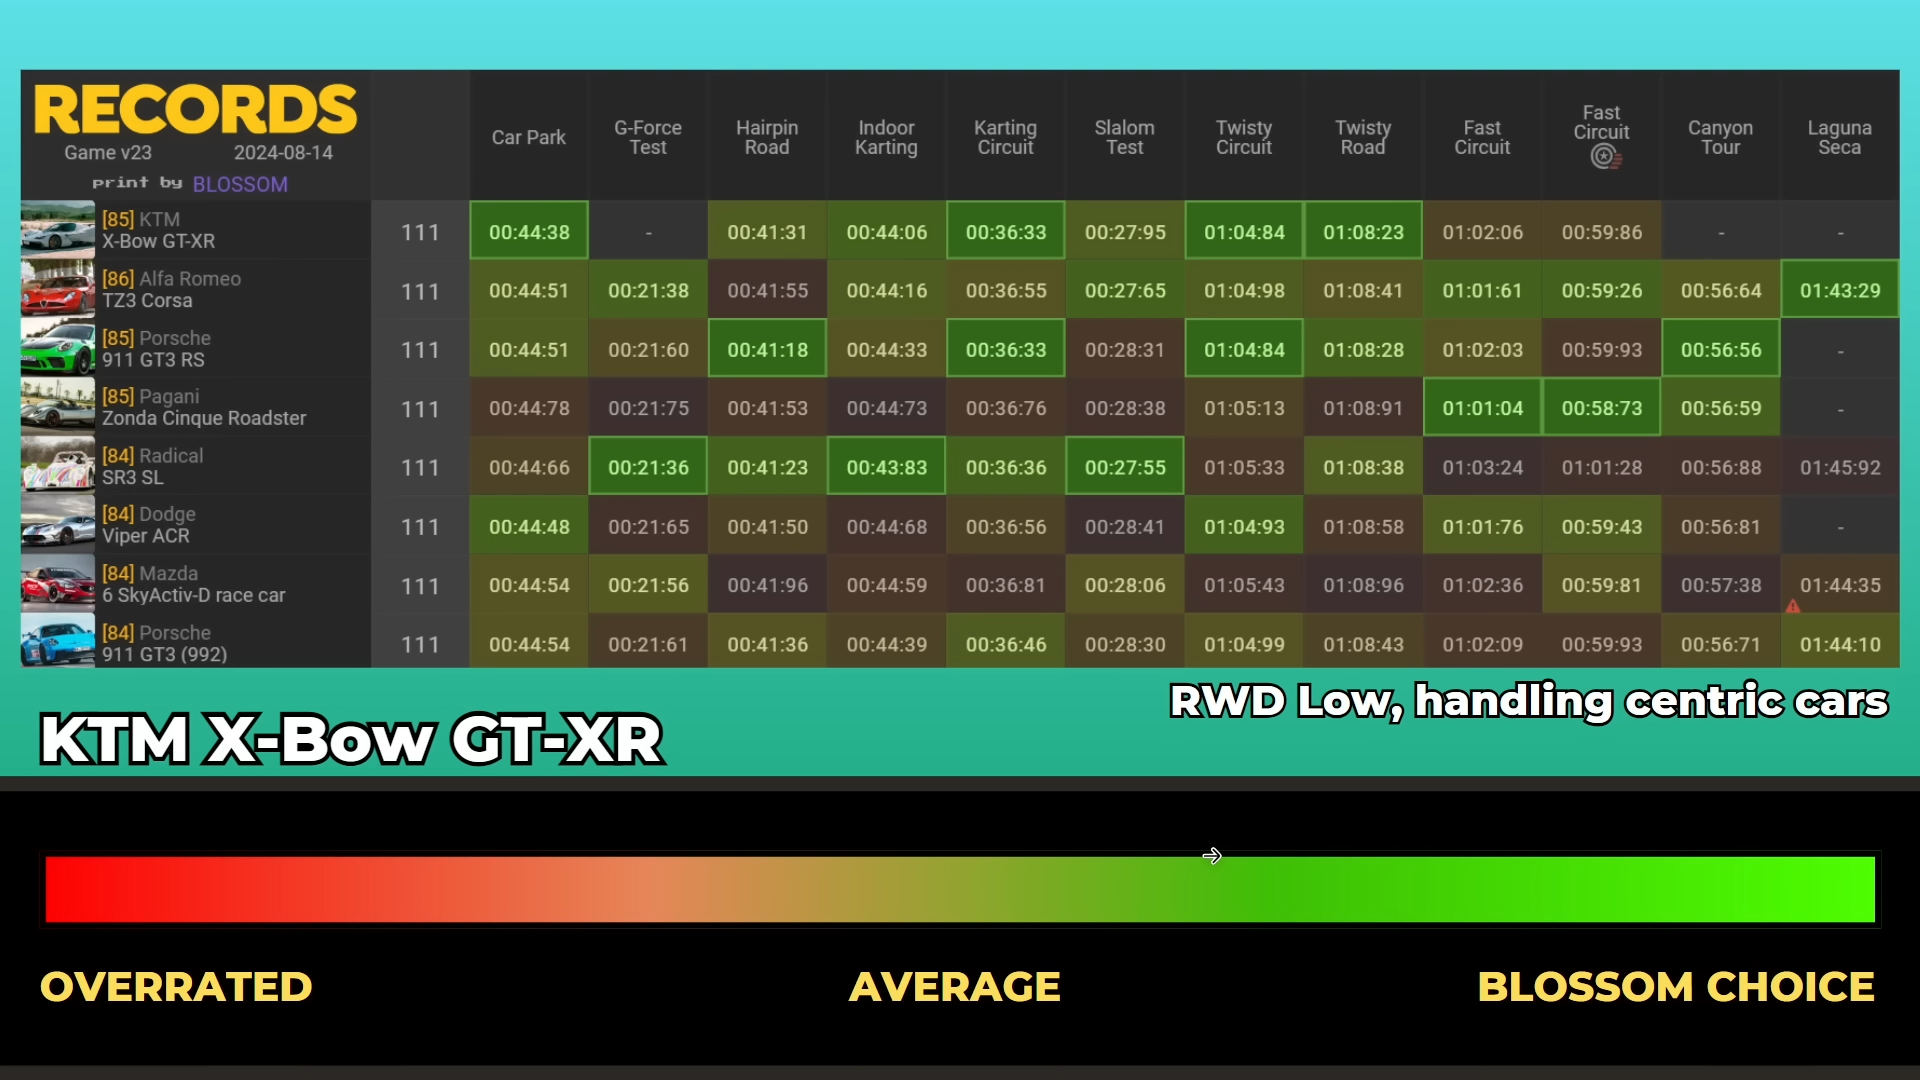 RECORDS
Game v23 2024-08-14
print by BLOSSOM
Car Park G-Force Test Hairpin Road Indoor Karting Karting Circuit Slalom Test Twisty Circuit Twisty Road Fast Circuit Fast Circuit Canyon Tour Laguna Seca
[85] KTM
X-Bow GT-XR
111 00:44:38 - 00:41:31 00:44:06 00:36:33 00:27:95 01:04:84 01:08:23 01:02:06 00:59:86 - -
[86] Alfa Romeo
TZ3 Corsa
111 00:44:51 00:21:38 00:41:55 00:44:16 00:36:55 00:27:65 01:04:98 01:08:41 01:01:61 00:59:26 00:56:64 01:43:29
[85] Porsche
911 GT3 RS
111 00:44:51 00:21:60 00:41:18 00:44:33 00:36:33 00:28:31 01:04:84 01:08:28 01:02:03 00:59:93 00:56:56 -
[85] Pagani
Zonda Cinque Roadster
111 00:44:78 00:21:75 00:41:53 00:44:73 00:36:76 00:28:38 01:05:13 01:08:91 01:01:04 00:58:73 00:56:59 -
[84] Radical
SR3 SL
111 00:44:66 00:21:36 00:41:23 00:43:83 00:36:36 00:27:55 01:05:33 01:08:38 01:03:24 01:01:28 00:56:88 01:45:92
[84] Dodge
Viper ACR
111 00:44:48 00:21:65 00:41:50 00:44:68 00:36:56 00:28:41 01:04:93 01:08:58 01:01:76 00:59:43 00:56:81 -
[84] Mazda
6 SkyActiv-D race car
111 00:44:54 00:21:56 00:41:96 00:44:59 00:36:81 00:28:06 01:05:43 01:08:96 01:02:36 00:59:81 00:57:38 01:44:35
[84] Porsche
911 GT3 (992)
111 00:44:54 00:21:61 00:41:36 00:44:39 00:36:46 00:28:30 01:04:99 01:08:43 01:02:09 00:59:93 00:56:71 01:44:10
RWD Low, handling centric cars
KTM X-Bow GT-XR
OVERRATED AVERAGE BLOSSOM CHOICE